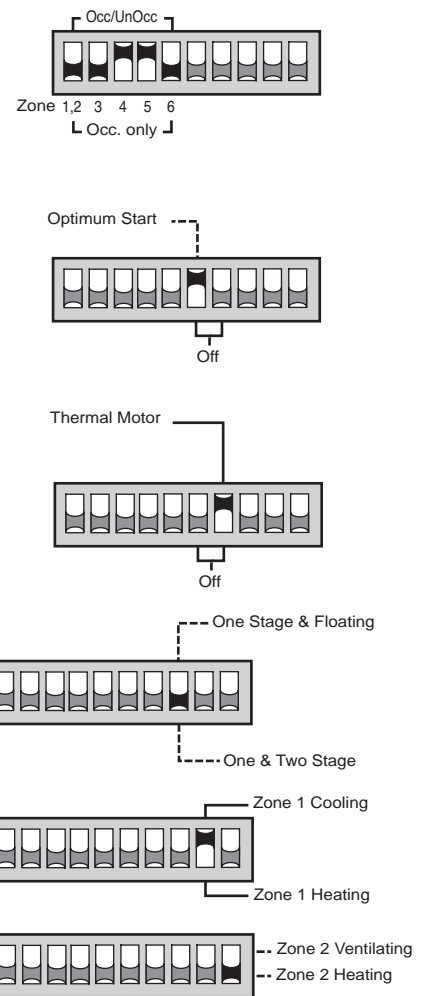 Occ/UnOcc
Zone 1,2 3 4 5 6
Occ. only
Optimum Start
Off
Thermal Motor
Off
One Stage & Floating
One & Two Stage
Zone 1 Cooling
Zone 1 Heating
Zone 2 Ventilating
Zone 2 Heating